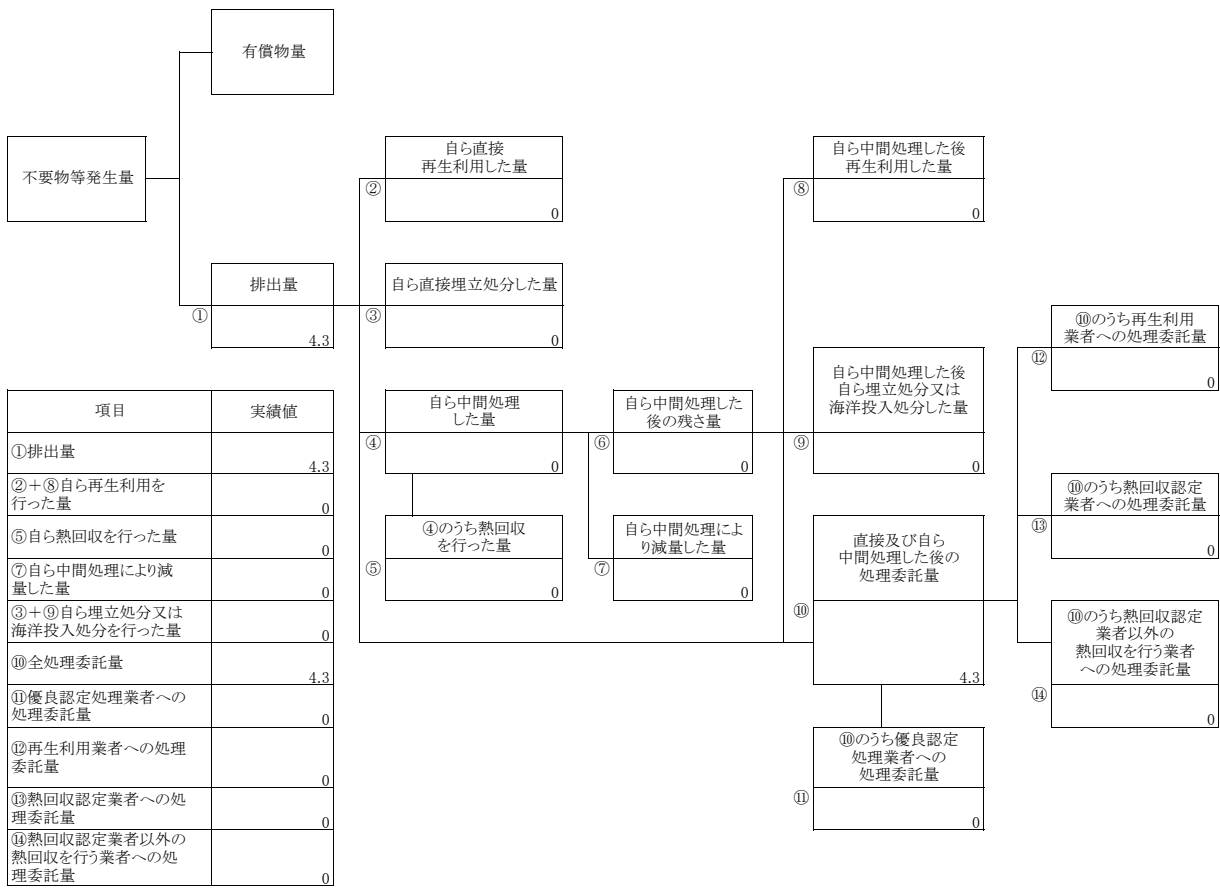 有償物量
不要物等発生量
自ら直接
再生利用した量
②
0
自ら中間処理した後
再生利用した量
⑧
0
排出量
①
4.3
自ら直接埋立処分した量
③
0
⑩のうち再生利用
業者への処理委託量
⑫
0
自ら中間処理
した量
④
0
自ら中間処理した
後の残さ量
⑥
0
自ら中間処理した後
自ら埋立処分又は
海洋投入処分した量
⑨
0
⑩のうち熱回収認定
業者への処理委託量
⑬
0
④のうち熱回収
を行った量
⑤
0
自ら中間処理によ
り減量した量
⑦
0
直接及び自ら
中間処理した後の
処理委託量
⑩
4.3
⑩のうち熱回収認定
業者以外の
熱回収を行う業者
への処理委託量
⑭
0
⑩のうち優良認定
処理業者への
処理委託量
⑪
0
項目 実績値
①排出量
4.3
②+⑧自ら再生利用を
行った量
0
⑤自ら熱回収を行った量
0
⑦自ら中間処理により減
量した量
0
③+⑨自ら埋立処分又は
海洋投入処分を行った量
0
⑩全処理委託量
4.3
⑪優良認定処理業者への
処理委託量
0
⑫再生利用業者への処理
委託量
0
⑬熱回収認定業者への処
理委託量
0
⑭熱回収認定業者以外の
熱回収を行う業者への処
理委託量
0